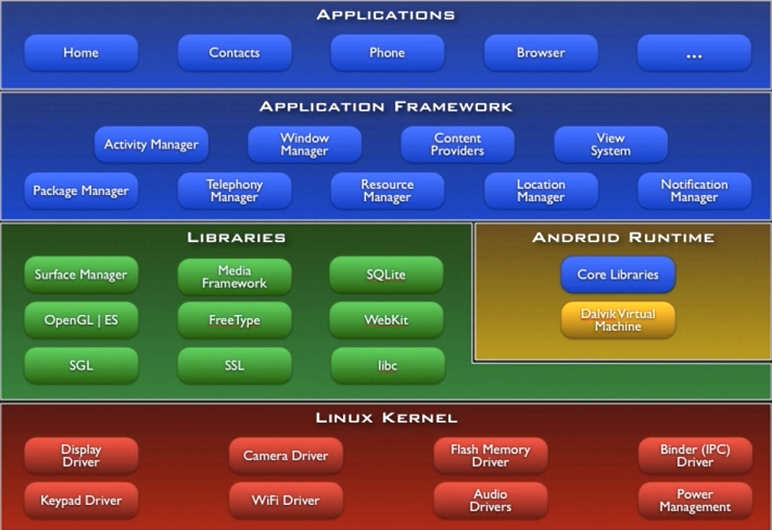 APPLICATIONS
Home
Contacts
Phone
Browser
...
APPLICATION FRAMEWORK
Activity Manager
Window
Manager
Content
Providers
View
System
Package Manager
Telephony
Manager
Resource
Manager
Location
Manager
Notification
Manager
LIBRARIES
Surface Manager
Media
Framework
SQLite
OpenGL | ES
FreeType
WebKit
SGL
SSL
libc
ANDROID RUNTIME
Core Libraries
Dalvik Virtual
Machine
LINUX KERNEL
Display
Driver
Camera Driver
Flash Memory
Driver
Binder (IPC)
Driver
Keypad Driver
WiFi Driver
Audio
Drivers
Power
Management